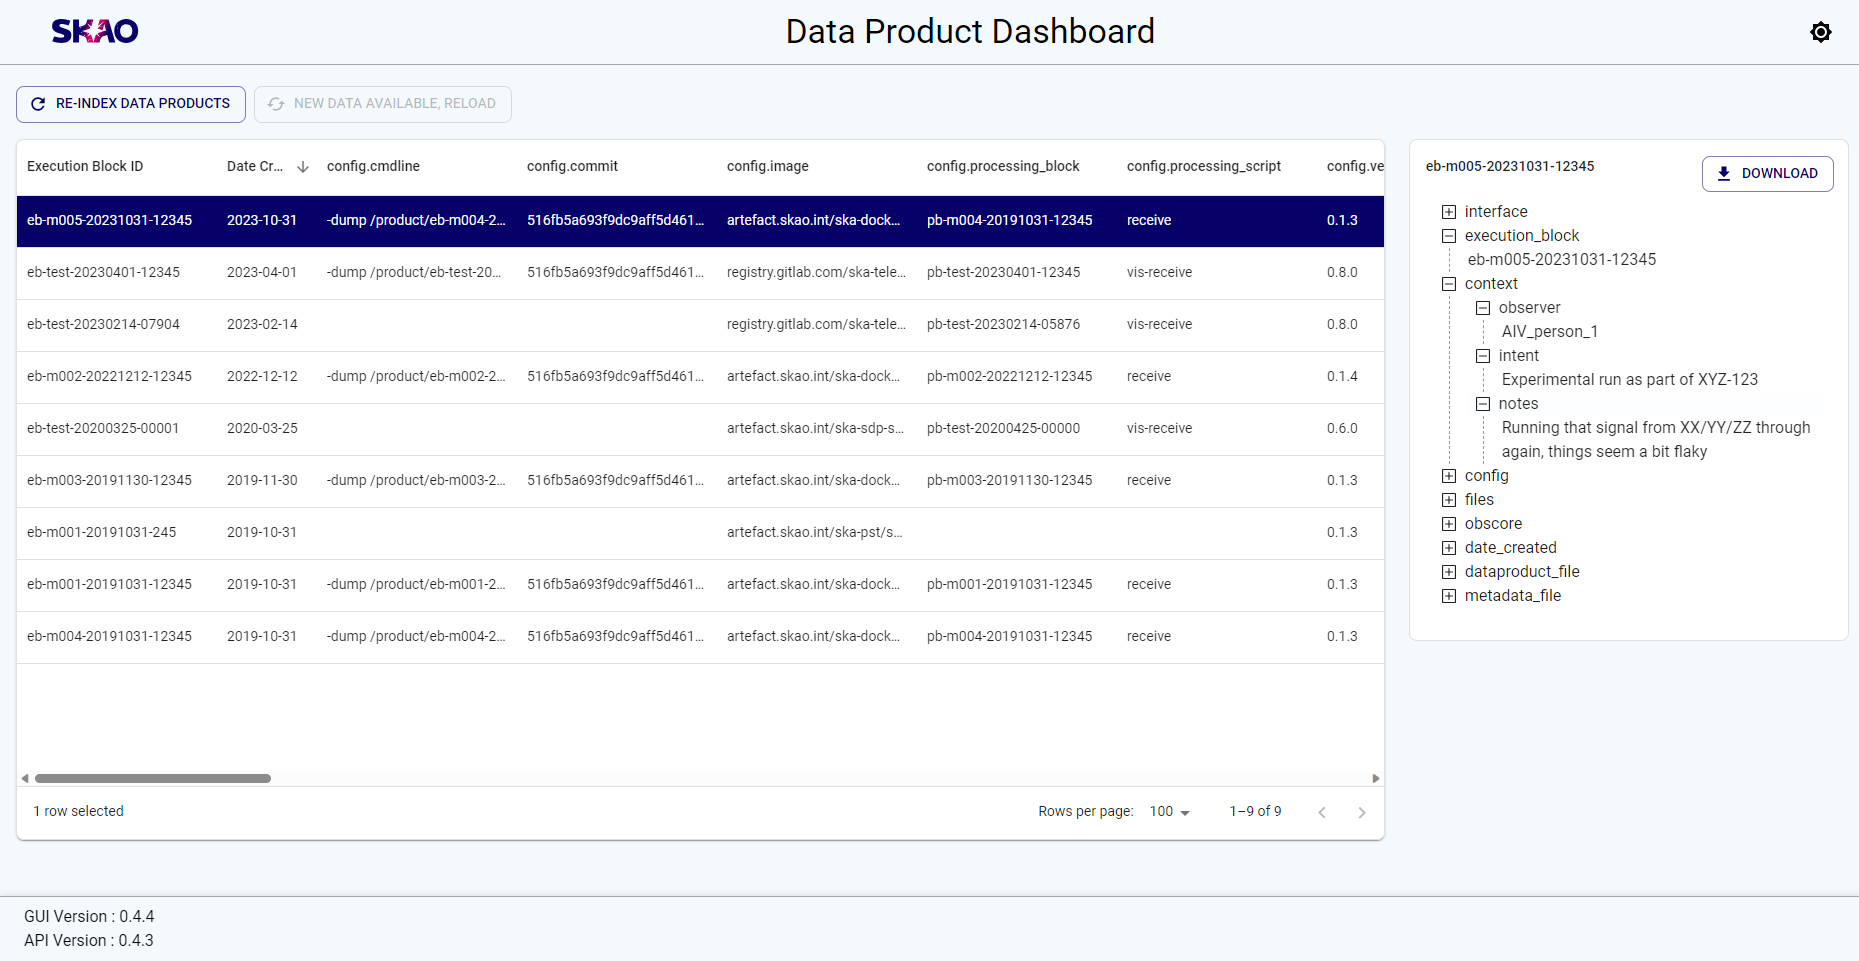 SKAO
Data Product Dashboard
RE-INDEX DATA PRODUCTS
NEW DATA AVAILABLE, RELOAD
Execution Block ID Date Cr... config.cmdline config.commit config.image config.processing_block config.processing_script config.ve
eb-m005-20231031-12345 2023-10-31 -dump /product/eb-m004-2... 516fb5a693f9dc9aff5d461... artefact.skao.int/ska-dock... pb-m004-20191031-12345 receive 0.1.3
eb-test-20230401-12345 2023-04-01 -dump /product/eb-test-20... 516fb5a693f9dc9aff5d461... registry.gitlab.com/ska-tele... pb-test-20230401-12345 vis-receive 0.8.0
eb-test-20230214-07904 2023-02-14 registry.gitlab.com/ska-tele... pb-test-20230214-05876 vis-receive 0.8.0
eb-m002-20221212-12345 2022-12-12 -dump /product/eb-m002-2... 516fb5a693f9dc9aff5d461... artefact.skao.int/ska-dock... pb-m002-20221212-12345 receive 0.1.4
eb-test-20200325-00001 2020-03-25 artefact.skao.int/ska-sdp-s... pb-test-20200425-00000 vis-receive 0.6.0
eb-m003-20191130-12345 2019-11-30 -dump /product/eb-m003-2... 516fb5a693f9dc9aff5d461... artefact.skao.int/ska-dock... pb-m003-20191130-12345 receive 0.1.3
eb-m001-20191031-245 2019-10-31 artefact.skao.int/ska-pst/s... 0.1.3
eb-m001-20191031-12345 2019-10-31 -dump /product/eb-m001-2... 516fb5a693f9dc9aff5d461... artefact.skao.int/ska-dock... pb-m001-20191031-12345 receive 0.1.3
eb-m004-20191031-12345 2019-10-31 -dump /product/eb-m004-2... 516fb5a693f9dc9aff5d461... artefact.skao.int/ska-dock... pb-m004-20191031-12345 receive 0.1.3
1 row selected
Rows per page: 100 1–9 of 9
eb-m005-20231031-12345
DOWNLOAD
interface
execution_block
eb-m005-20231031-12345
context
observer
AIV_person_1
intent
Experimental run as part of XYZ-123
notes
Running that signal from XX/YY/ZZ through
again, things seem a bit flaky
config
files
obscore
date_created
dataproduct_file
metadata_file
GUI Version : 0.4.4
API Version : 0.4.3